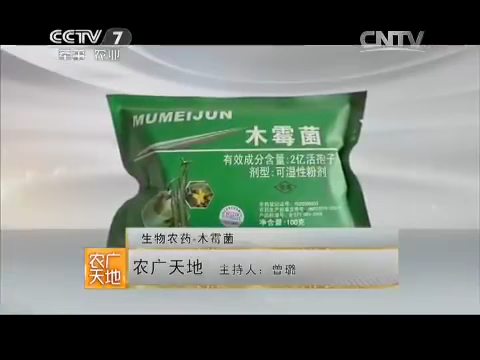 CCTV 7
军事 农业
CNTV
MUMEIJUN
木霉菌
有效成分含量:2亿活孢子
剂型:可湿性粉剂
净含量:100克
生物农药-木霉菌
农广天地
农广天地 主持人: 曾璐